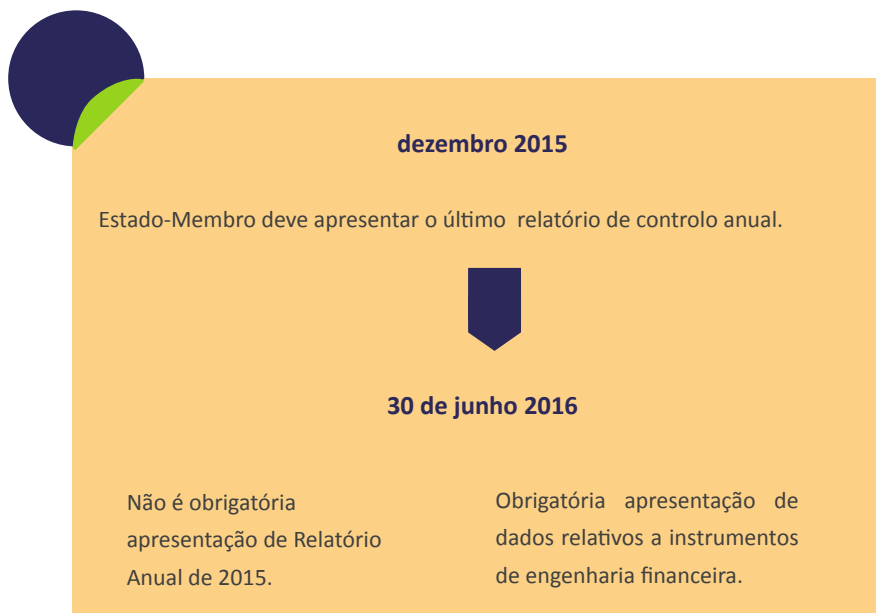 dezembro 2015
Estado-Membro deve apresentar o último relatório de controlo anual.
30 de junho 2016
Não é obrigatória
apresentação de Relatório
Anual de 2015.
Obrigatória apresentação de
dados relativos a instrumentos
de engenharia financeira.